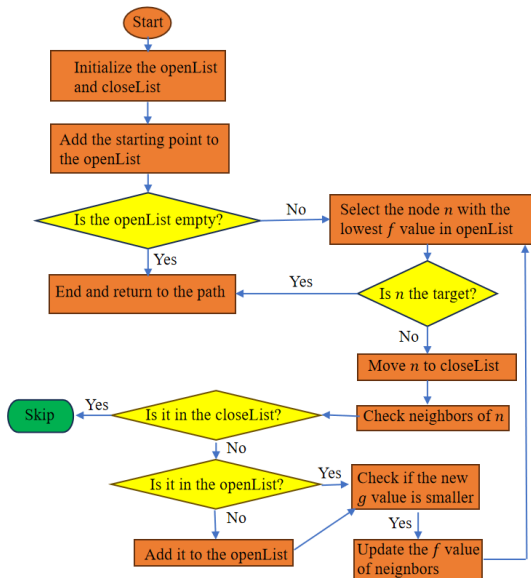 Start
Initialize the openList
and closeList
Add the starting point to
the openList
Is the openList empty?
No
Select the node n with the
lowest f value in openList
Yes
End and return to the path
Yes
Is n the target?
No
Move n to closeList
Check neighbors of n
Is it in the closeList?
Yes
Skip
No
Is it in the openList?
Yes
Check if the new
g value is smaller
No
Add it to the openList
Yes
Update the f value
of neignbors